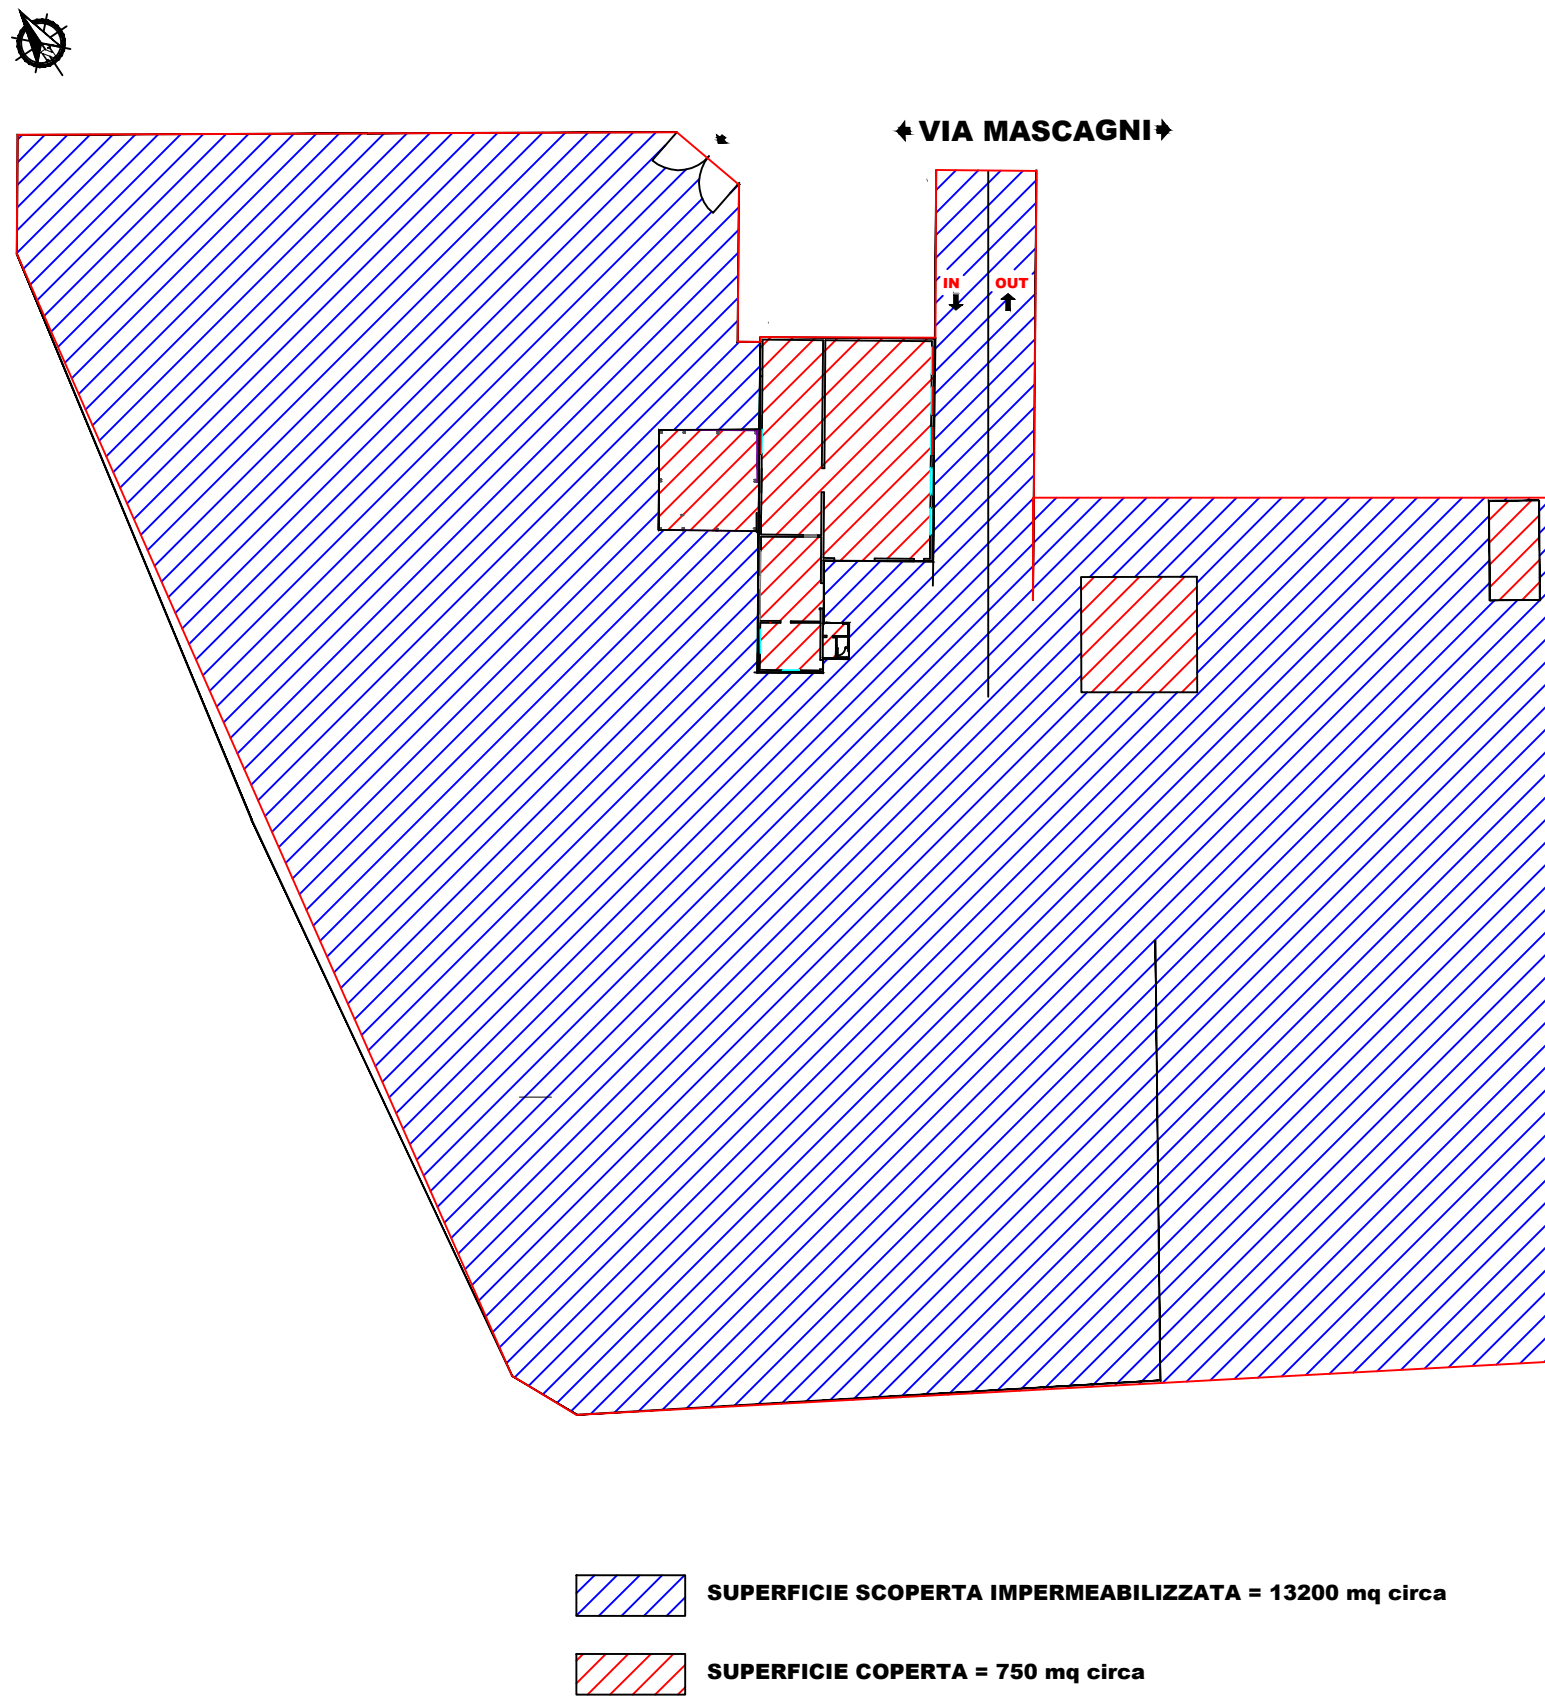 VIA MASCAGNI
IN OUT
SUPERFICIE SCOPERTA IMPERMEABILIZZATA = 13200 mq circa
SUPERFICIE COPERTA = 750 mq circa